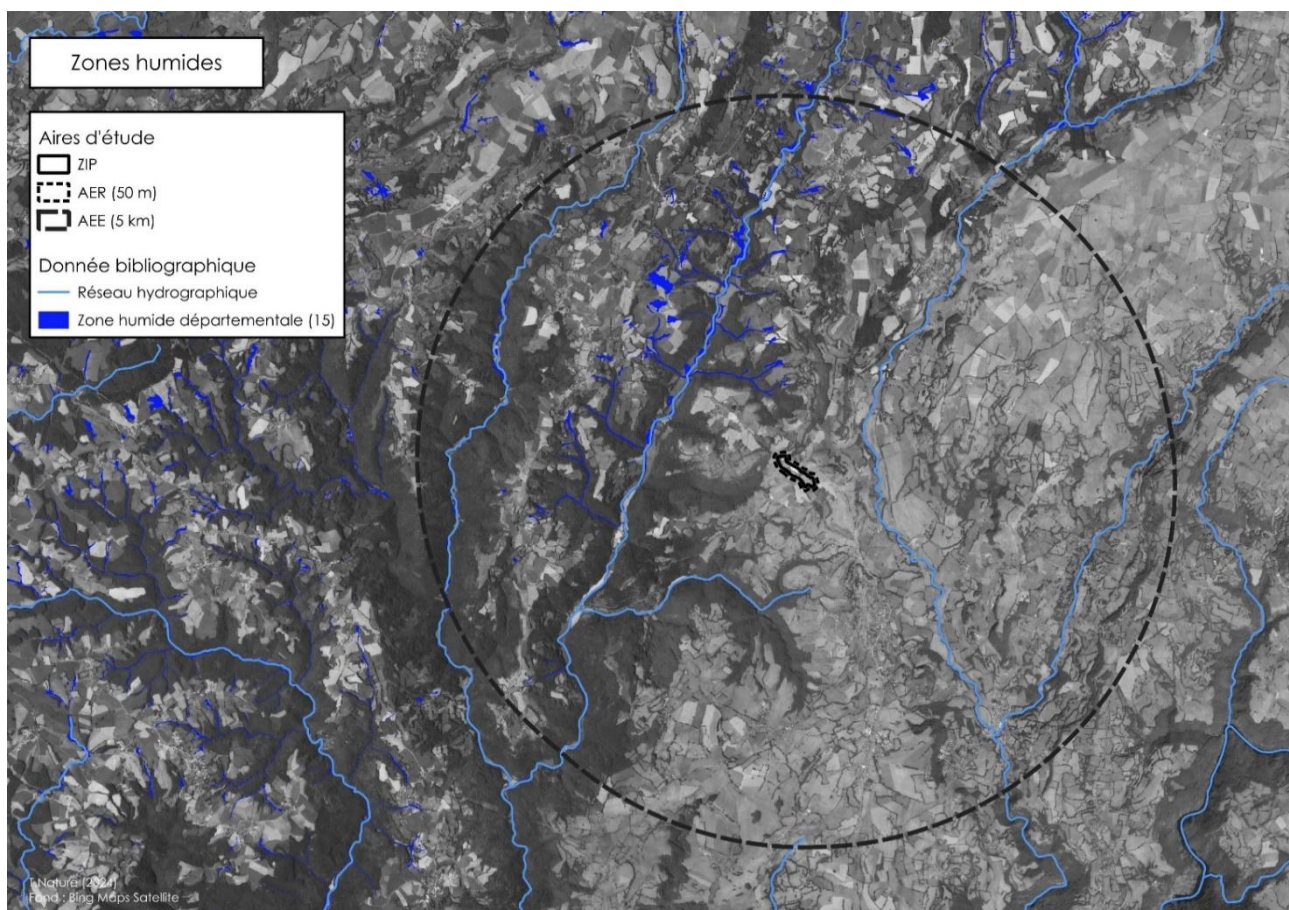 Zones humides
Aires d'étude
ZIP
AER (50 m)
AEE (5 km)
Donnée bibliographique
Réseau hydrographique
Zone humide départementale (15)
T Natura (2024)
Fond : Bing Maps Satellite